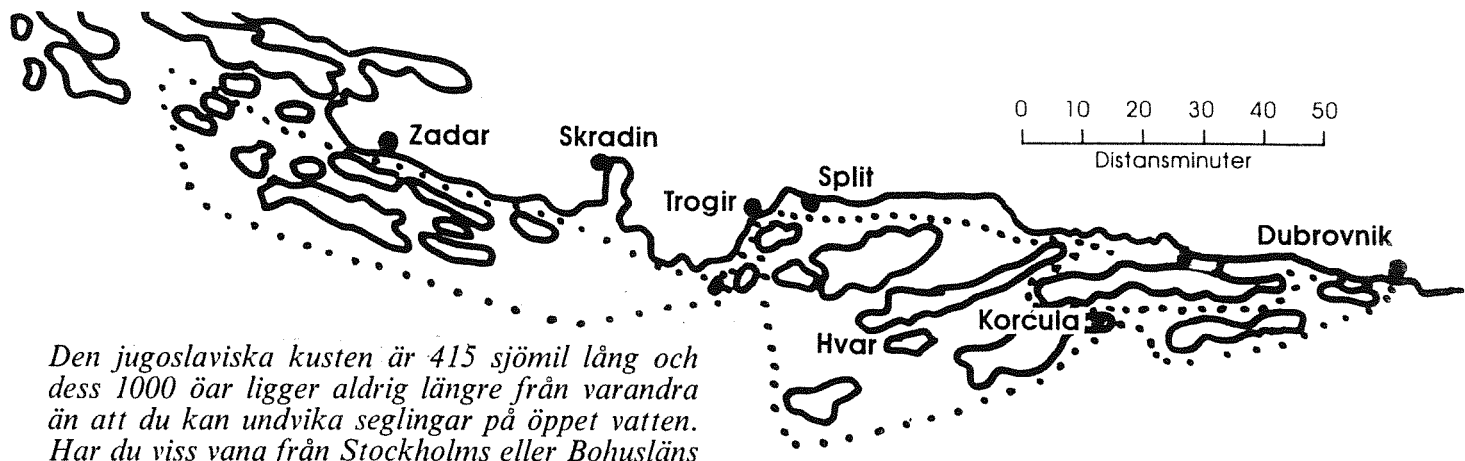 Zadar
Skradin
0 10 20 30 40 50
Distansminuter
Trogir
Split
Dubrovnik
Korcula
Hvar
Den jugoslaviska kusten är 415 sjömil lång och
dess 1000 öar ligger aldrig längre från varandra
än att du kan undvika seglingar på öppet vatten.
Har du viss vana från Stockholms eller Bohusläns